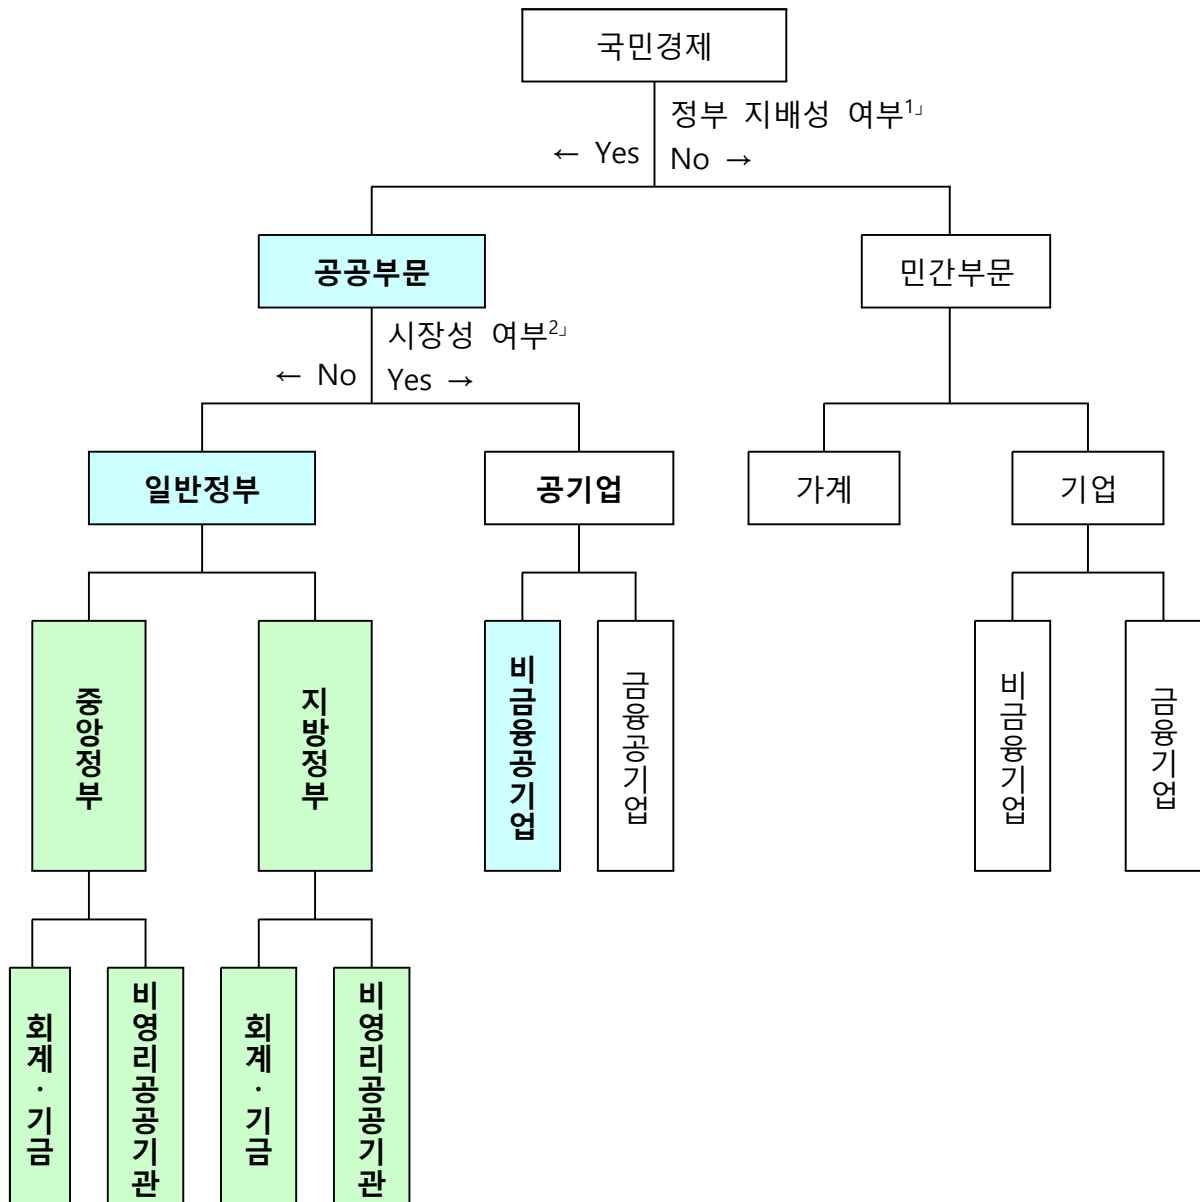 국민경제
정부 지배성 여부¹」
← Yes
No →
공공부문
민간부문
시장성 여부²」
← No
Yes →
일반정부
공기업
가계
기업
중앙정부
지방정부
비금융공기업
금융공기업
비금융기업
금융기업
회계·기금
비영리공공기관
회계·기금
비영리공공기관